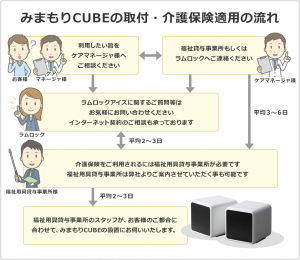 みまもりCUBEの取付・介護保険適用の流れ
利用したい旨を
ケアマネージャ様へ
ご相談ください
福祉用具貸与事業所もしくは
ラムロックへご連絡ください
お客様
ケア
マネージャ様
ケアマネージャ様
ラムロックアイズに関するご質問等は
お気軽にお問い合わせください
インターネット契約のご相談も承っております
平均3〜6日
ラムロック
平均2〜3日
介護保険をご利用されるには福祉用具貸与事業所が必要です
福祉用具貸与事業所は弊社よりご案内させていただく事も可能です
福祉用具貸与事業所様
平均2〜3日
福祉用具貸与事業所のスタッフが、お客様のご都合に
合わせて、みまもりCUBEの設置にお伺いいたします。